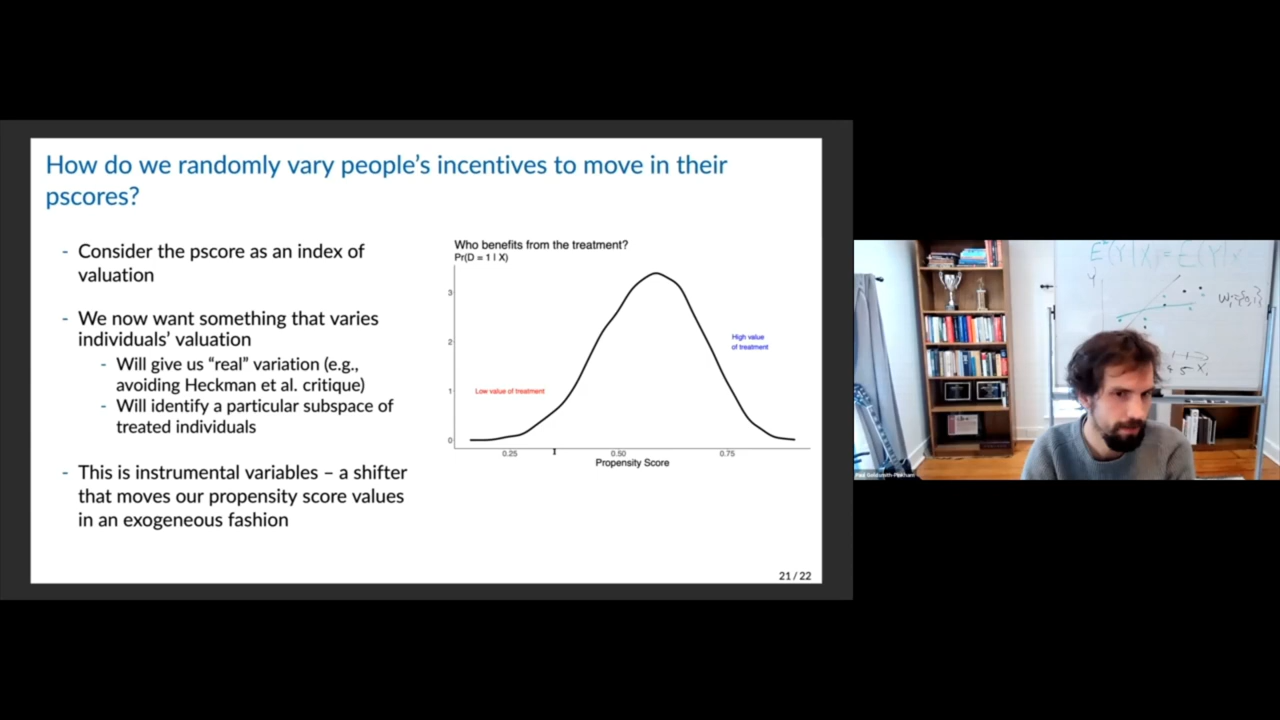 How do we randomly vary people's incentives to move in their
pscores?
- Consider the pscore as an index of
valuation
- We now want something that varies
individuals' valuation
- Will give us “real” variation (e.g.,
avoiding Heckman et al. critique)
- Will identify a particular subspace of
treated individuals
- This is instrumental variables – a shifter
that moves our propensity score values
in an exogeneous fashion
Who benefits from the treatment?
Pr(D = 1 | X)
3
2
1
0
High value
of treatment
Low value of treatment
0.25
0.50
0.75
Propensity Score
21 / 22
Paul Goldsmith-Pinkham